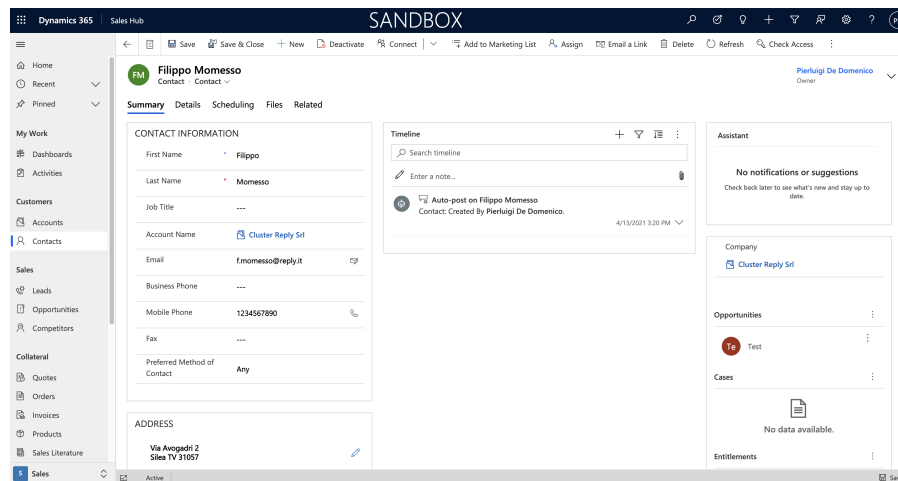 Dynamics 365 Sales Hub SANDBOX
Save Save & Close New Deactivate Connect Add to Marketing List Assign Email a Link Delete Refresh Check Access
Home
Recent
Pinned
My Work
Dashboards
Activities
Customers
Accounts
Contacts
Sales
Leads
Opportunities
Competitors
Collateral
Quotes
Orders
Invoices
Products
Sales Literature
S Sales
FM Filippo Momesso
Contact · Contact
Pierluigi De Domenico
Owner
Summary Details Scheduling Files Related
CONTACT INFORMATION
First Name * Filippo
Last Name * Momesso
Job Title ---
Account Name Cluster Reply Srl
Email f.momesso@reply.it
Business Phone ---
Mobile Phone 1234567890
Fax ---
Preferred Method of
Contact Any
ADDRESS
Via Avogadri 2
Silea TV 31057
Timeline
Search timeline
Enter a note...
Auto-post on Filippo Momesso
Contact: Created By Pierluigi De Domenico.
4/13/2021 3:20 PM
Assistant
No notifications or suggestions
Check back later to see what's new and stay up to
date.
Company
Cluster Reply Srl
Opportunities
Te Test
Cases
No data available.
Entitlements
Active